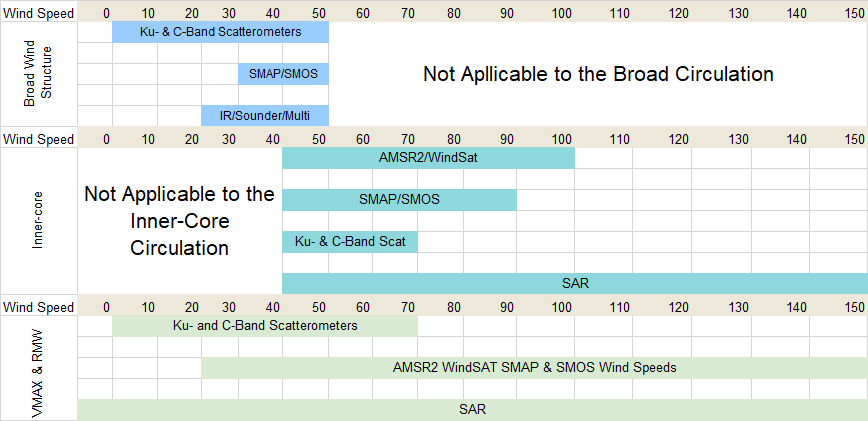 Wind Speed 0 10 20 30 40 50 60 70 80 90 100 110 120 130 150
Broad Wind
Structure
Ku- & C-Band Scatterometers
SMAP/SMOS
IR/Sounder/Multi
Not Apllicable to the Broad Circulation
Wind Speed 0 10 20 30 40 50 60 70 80 90 100 110 120 130 150
Inner-core
Not Applicable to the
Inner-Core
Circulation
AMSR2/WindSat
SMAP/SMOS
Ku- & C-Band Scat
SAR
Wind Speed 0 10 20 30 40 50 60 70 80 90 100 110 120 130 150
VMAX & RMW
Ku- and C-Band Scatterometers
AMSR2 WindSAT SMAP & SMOS Wind Speeds
SAR